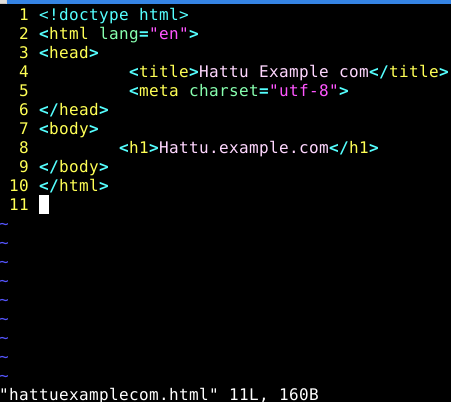 1 <!doctype html>
2 <html lang="en">
3 <head>
4          <title>Hattu Example com</title>
5          <meta charset="utf-8">
6 </head>
7 <body>
8         <h1>Hattu.example.com</h1>
9 </body>
10 </html>
11
~
~
~
~
~
~
~
~
~
"hattuexamplecom.html" 11L, 160B